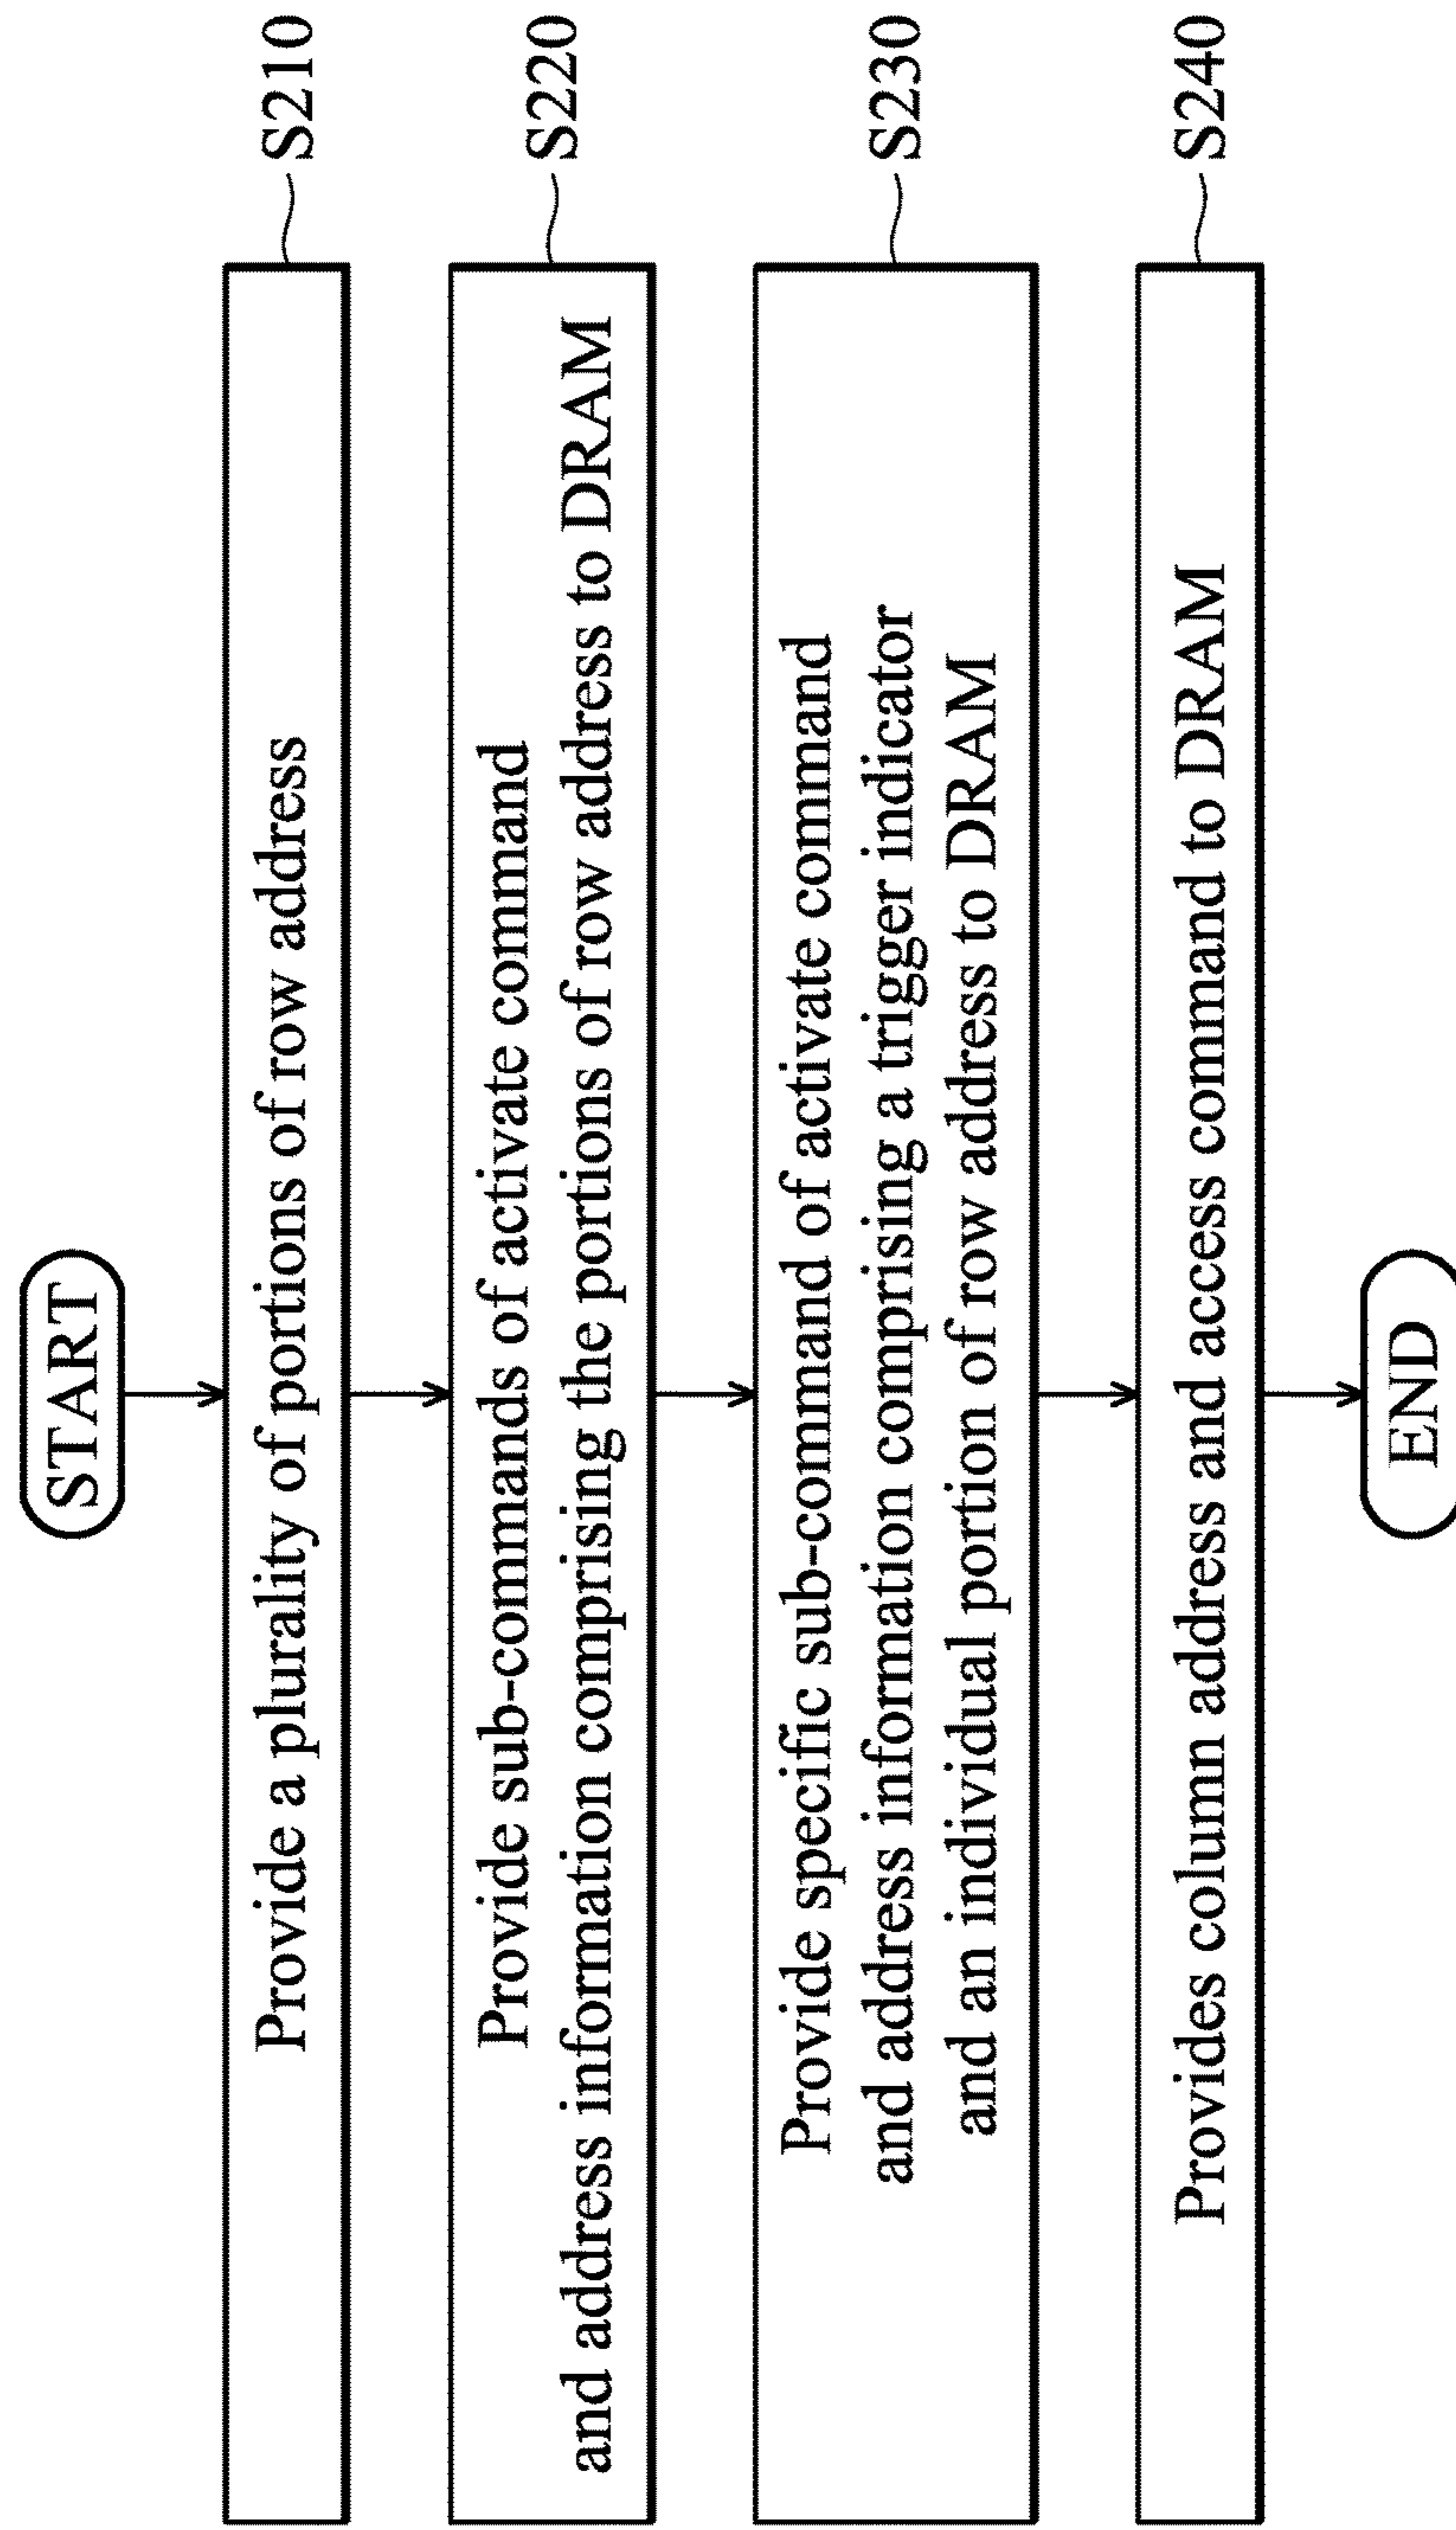 START
Provide a plurality of portions of row address
S210
Provide sub-commands of activate command
and address information comprising the portions of row address to DRAM
S220
Provide specific sub-command of activate command
and address information comprising a trigger indicator
and an individual portion of row address to DRAM
S230
Provides column address and access command to DRAM
S240
END